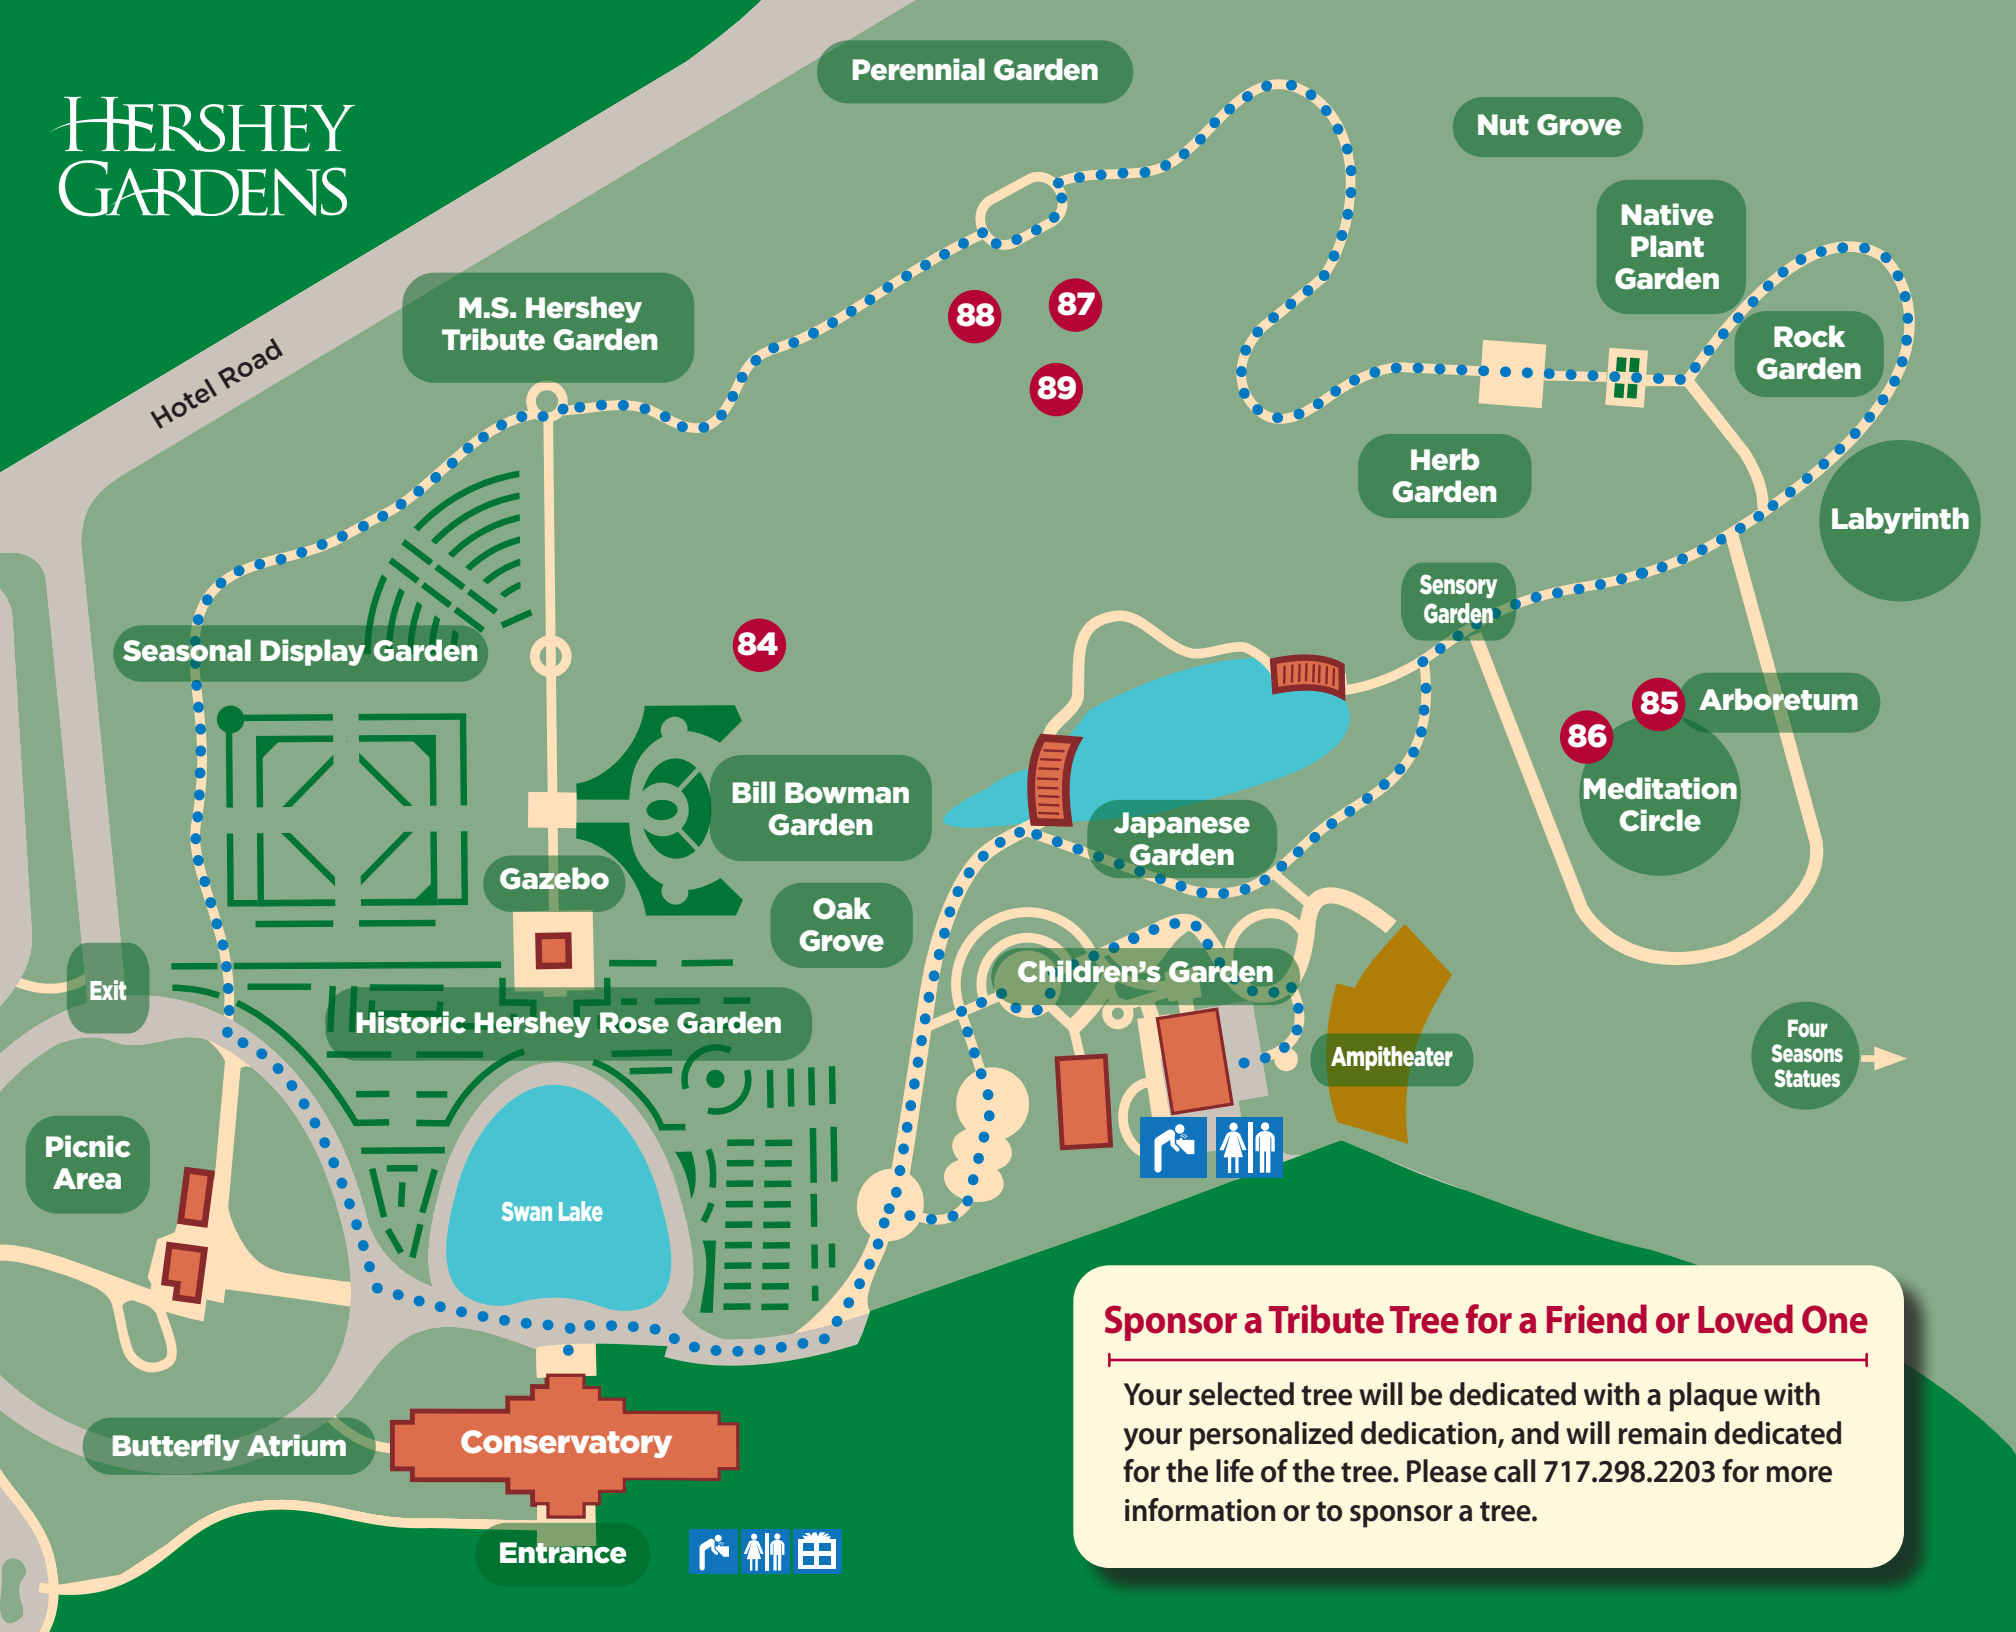 HERSHEY
GARDENS
Perennial Garden
Nut Grove
Native
Plant
Garden
M.S. Hershey
Tribute Garden
88
87
89
Rock
Garden
Hotel Road
Herb
Garden
Labyrinth
Sensory
Garden
Seasonal Display Garden
84
85
Arboretum
86
Meditation
Circle
Bill Bowman
Garden
Japanese
Garden
Gazebo
Oak
Grove
Exit
Children's Garden
Historic Hershey Rose Garden
Ampitheater
Four
Seasons
Statues
Picnic
Area
Swan Lake
Butterfly Atrium
Conservatory
Entrance
Sponsor a Tribute Tree for a Friend or Loved One
Your selected tree will be dedicated with a plaque with
your personalized dedication, and will remain dedicated
for the life of the tree. Please call 717.298.2203 for more
information or to sponsor a tree.